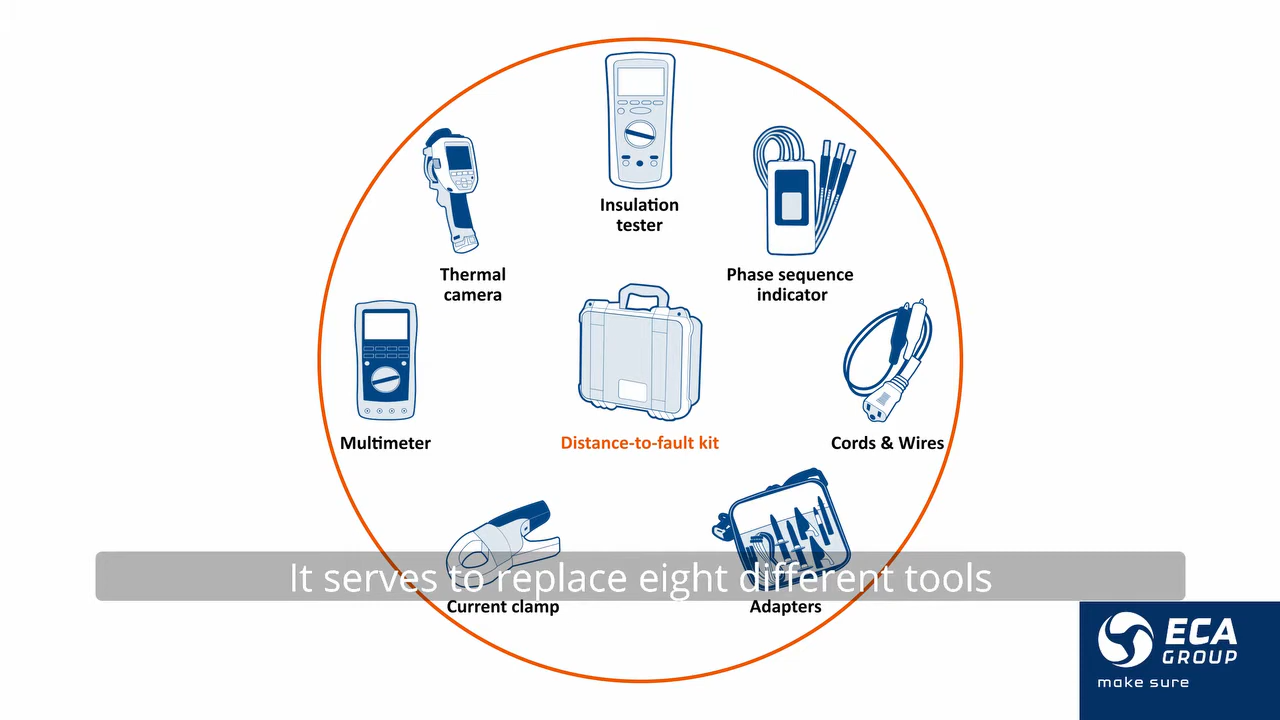 Insulation
tester
Thermal
camera
Phase sequence
indicator
Multimeter
Distance-to-fault kit
Cords & Wires
It serves to replace eight different tools
Current clamp
Adapters
ECA
GROUP
make sure